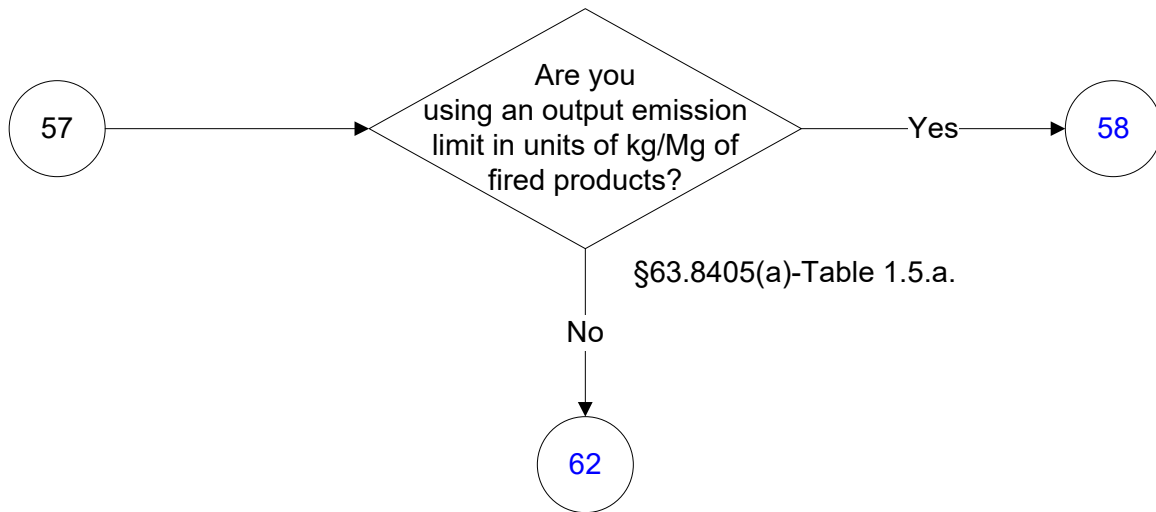 57
Are you
using an output emission
limit in units of kg/Mg of
fired products?
Yes
58
§63.8405(a)-Table 1.5.a.
No
62